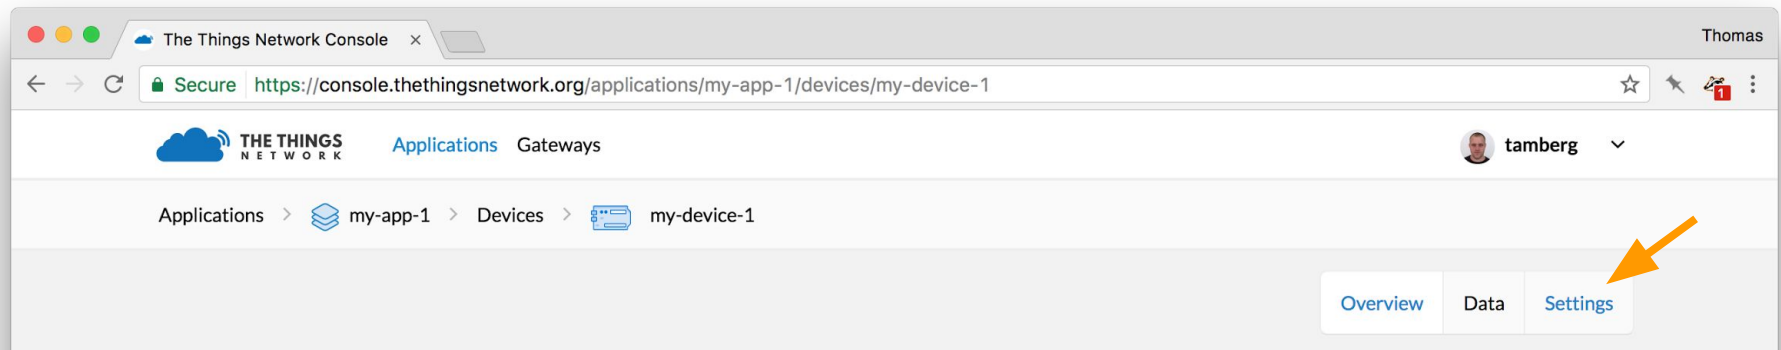 The Things Network Console
Thomas
Secure https://console.thethingsnetwork.org/applications/my-app-1/devices/my-device-1
1
THE THINGS
NETWORK
Applications Gateways
tamberg
Applications > my-app-1 > Devices > my-device-1
Overview Data Settings